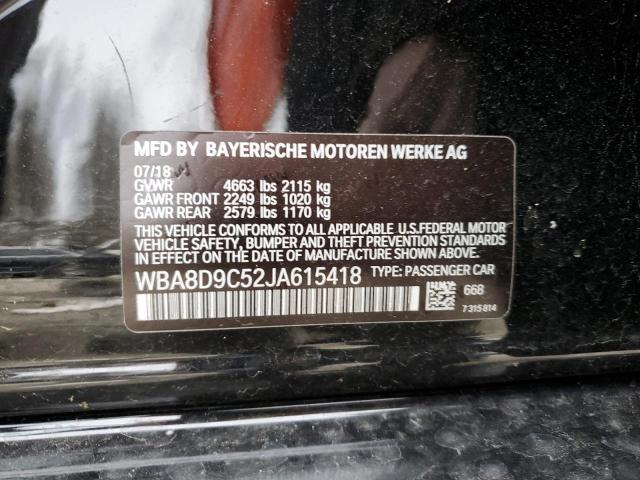 MFD BY BAYERISCHE MOTOREN WERKE AG
07/18
GVWR 4663 lbs 2115 kg
GAWR FRONT 2249 lbs 1020 kg
GAWR REAR 2579 lbs 1170 kg
THIS VEHICLE CONFORMS TO ALL APPLICABLE U.S.FEDERAL MOTOR
VEHICLE SAFETY, BUMPER AND THEFT PREVENTION STANDARDS
IN EFFECT ON THE DATE OF MANUFACTURE SHOWN ABOVE.
WBA8D9C52JA615418 TYPE: PASSENGER CAR
668
7315814